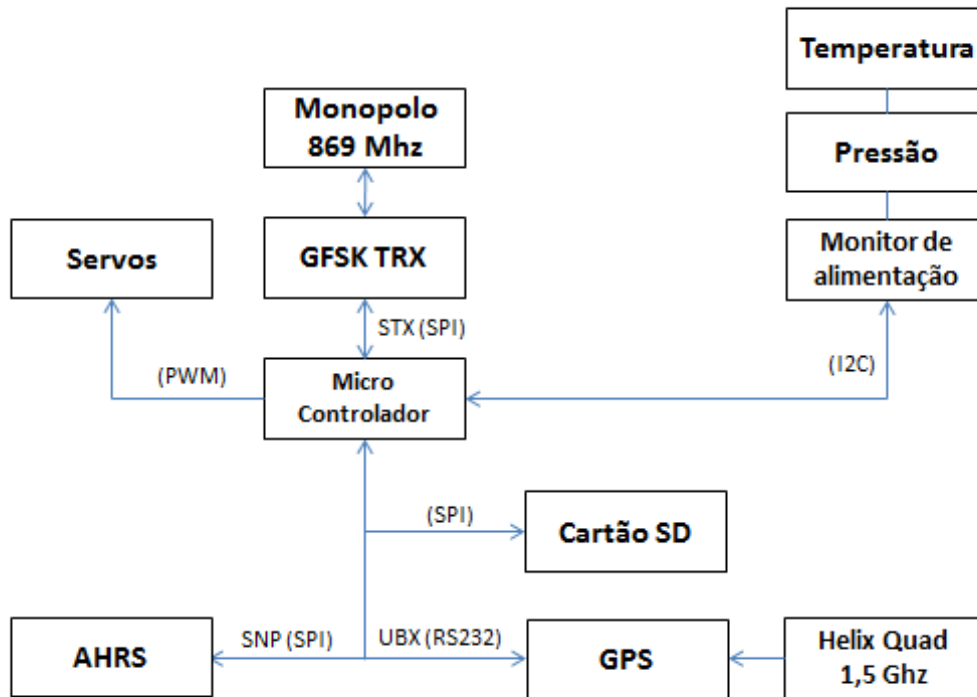 Temperatura
Monopolo
869 Mhz
Pressão
Servos
GFSK TRX
Monitor de
alimentação
STX (SPI)
(PWM)
(I2C)
Micro
Controlador
(SPI)
Cartão SD
AHRS
SNP (SPI)
UBX (RS232)
GPS
Helix Quad
1,5 Ghz